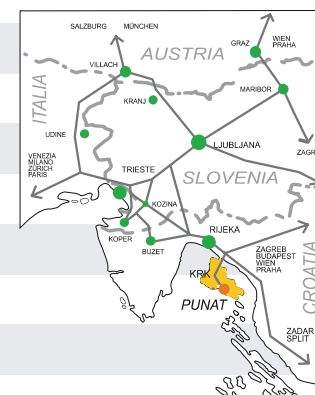 SALZBURG MÜNCHEN
GRAZ
WIEN
PRAHA
AUSTRIA
VILLACH
ITALIA
KRANJ
MARIBOR
UDINE
LJUBLJANA
ZAGR
VENEZIA
MILANO
ZÜRICH
PARIS
TRIESTE
SLOVENIA
KOZINA
KOPER
BUZET
RIJEKA
ZAGREB
BUDAPEST
WIEN
PRAHA
CROATIA
KRK
PUNAT
ZADAR
SPLIT